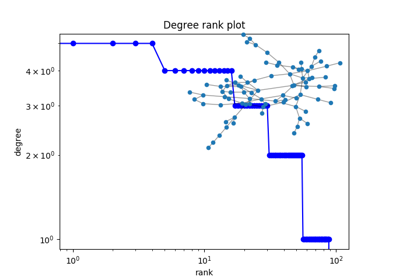 Degree rank plot
4 × 10⁰
3 × 10⁰
2 × 10⁰
10⁰
degree
10⁰ 10¹ 10²
rank